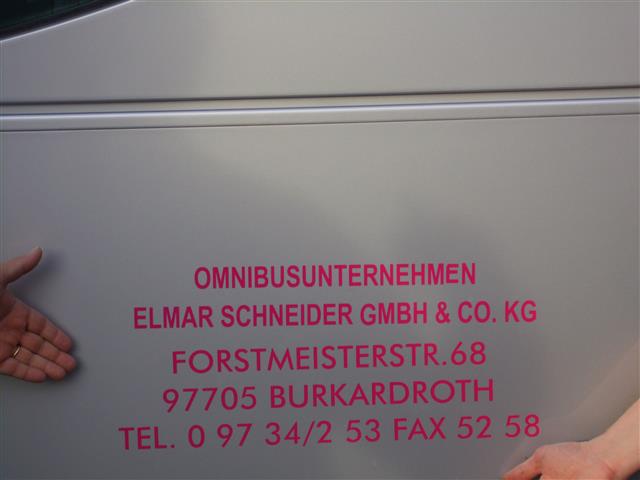 OMNIBUSUNTERNEHMEN
ELMAR SCHNEIDER GMBH & CO. KG
FORSTMEISTERSTR.68
97705 BURKARDROTH
TEL. 0 97 34/2 53 FAX 52 58